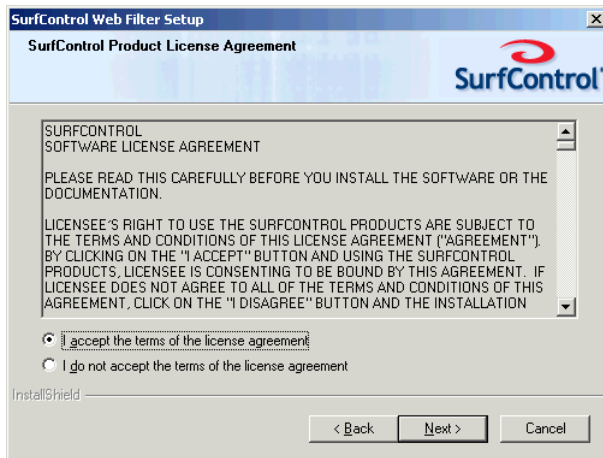 SurfControl Web Filter Setup
SurfControl Product License Agreement
SurfControl
SURFCONTROL
SOFTWARE LICENSE AGREEMENT
PLEASE READ THIS CAREFULLY BEFORE YOU INSTALL THE SOFTWARE OR THE
DOCUMENTATION.
LICENSEE'S RIGHT TO USE THE SURFCONTROL PRODUCTS ARE SUBJECT TO
THE TERMS AND CONDITIONS OF THIS LICENSE AGREEMENT ("AGREEMENT").
BY CLICKING ON THE "I ACCEPT" BUTTON AND USING THE SURFCONTROL
PRODUCTS, LICENSEE IS CONSENTING TO BE BOUND BY THIS AGREEMENT. IF
LICENSEE DOES NOT AGREE TO ALL OF THE TERMS AND CONDITIONS OF THIS
AGREEMENT, CLICK ON THE "I DISAGREE" BUTTON AND THE INSTALLATION
I accept the terms of the license agreement
I do not accept the terms of the license agreement
InstallShield
< Back Next > Cancel